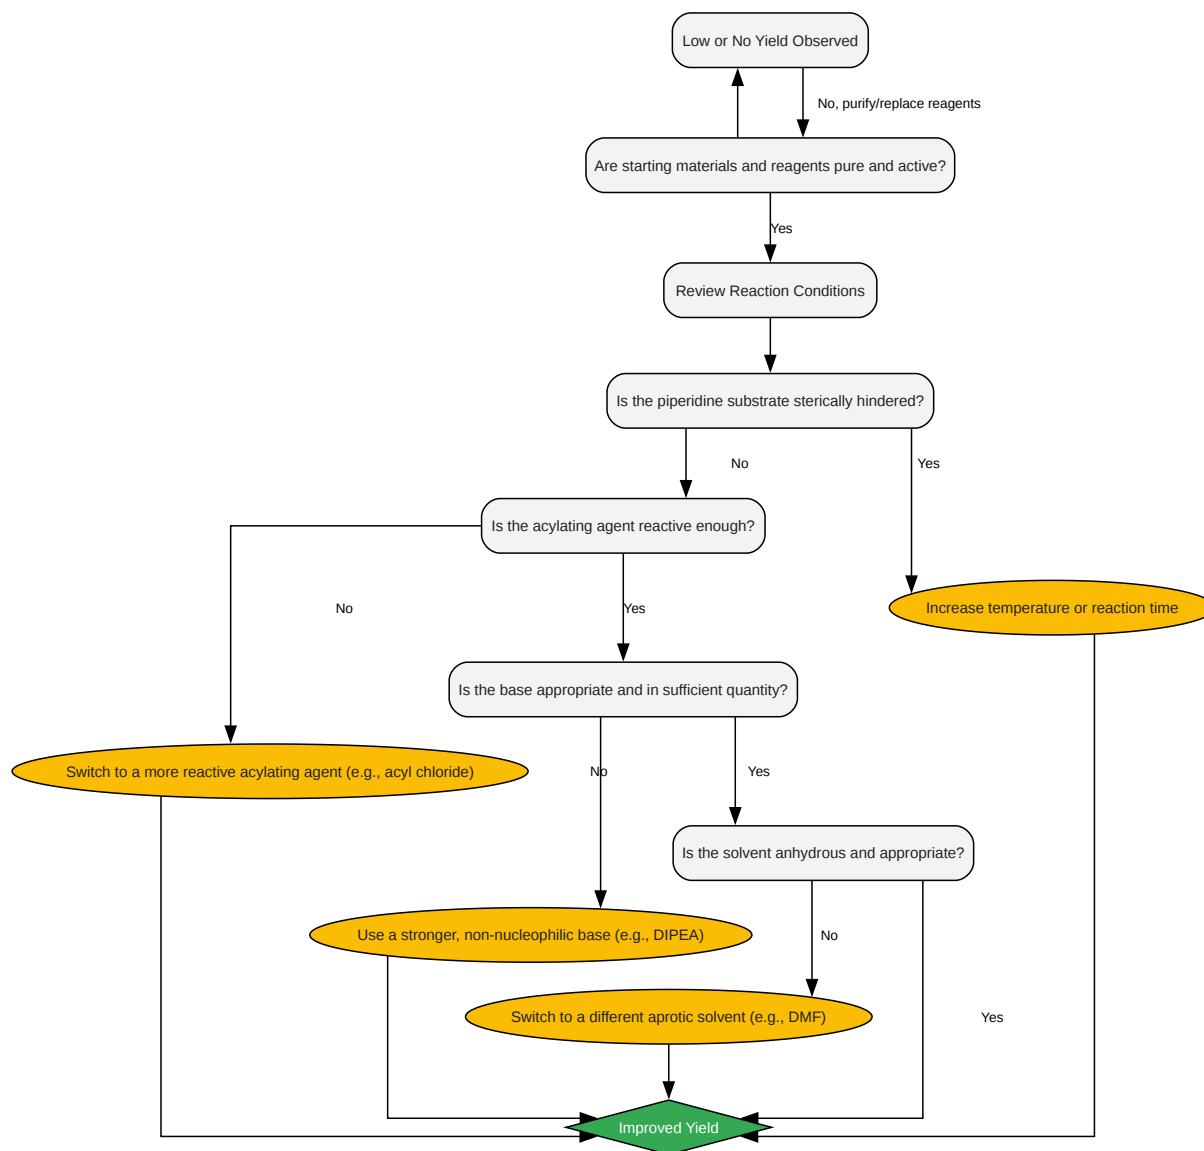 Low or No Yield Observed
No, purify/replace reagents
Are starting materials and reagents pure and active?
Yes
Review Reaction Conditions
Is the piperidine substrate sterically hindered?
No
Yes
Is the acylating agent reactive enough?
No
Yes
Increase temperature or reaction time
Is the base appropriate and in sufficient quantity?
Switch to a more reactive acylating agent (e.g., acyl chloride)
No
Yes
Is the solvent anhydrous and appropriate?
Use a stronger, non-nucleophilic base (e.g., DIPEA)
No
Switch to a different aprotic solvent (e.g., DMF)
Yes
Improved Yield